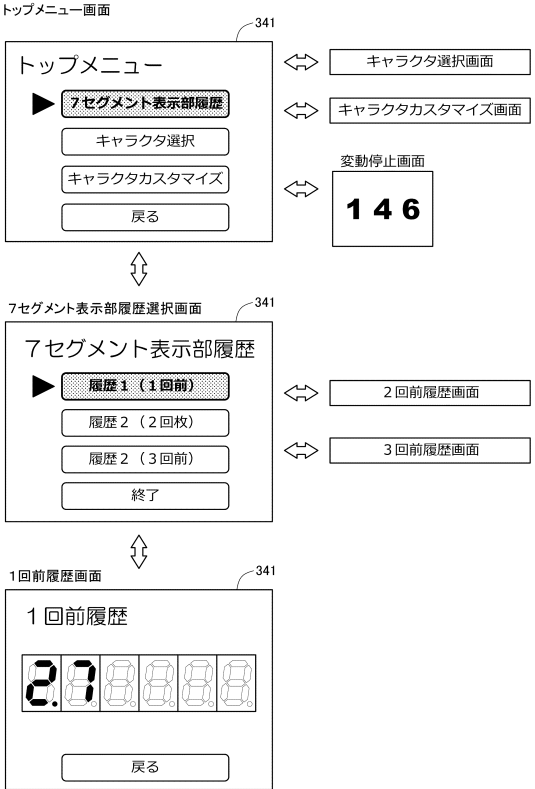 トップメニュー画面
341
トップメニュー
7セグメント表示部履歴
キャラクタ選択
キャラクタカスタマイズ
戻る
キャラクタ選択画面
キャラクタカスタマイズ画面
変動停止画面
146
7セグメント表示部履歴選択画面
341
7セグメント表示部履歴
履歴1（1回前）
履歴2（2回枚）
履歴2（3回前）
終了
2回前履歴画面
3回前履歴画面
1回前履歴画面
341
1回前履歴
2.7
戻る